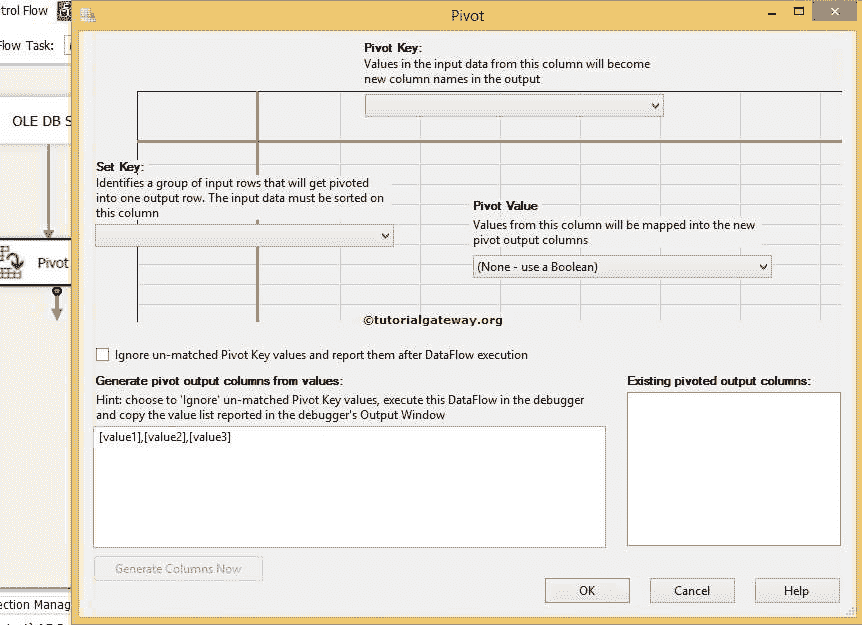 trol Flow
Pivot
Flow Task:
Pivot Key:
Values in the input data from this column will become
new column names in the output
OLE DB S
Set Key:
Identifies a group of input rows that will get pivoted
into one output row. The input data must be sorted on
this column
Pivot Value
Values from this column will be mapped into the new
pivot output columns
(None - use a Boolean)
Pivot
©tutorialgateway.org
Ignore un-matched Pivot Key values and report them after DataFlow execution
Generate pivot output columns from values:
Hint: choose to 'Ignore' un-matched Pivot Key values, execute this DataFlow in the debugger
and copy the value list reported in the debugger's Output Window
[value1],[value2],[value3]
Existing pivoted output columns:
Generate Columns Now
OK
Cancel
Help
ection Manag